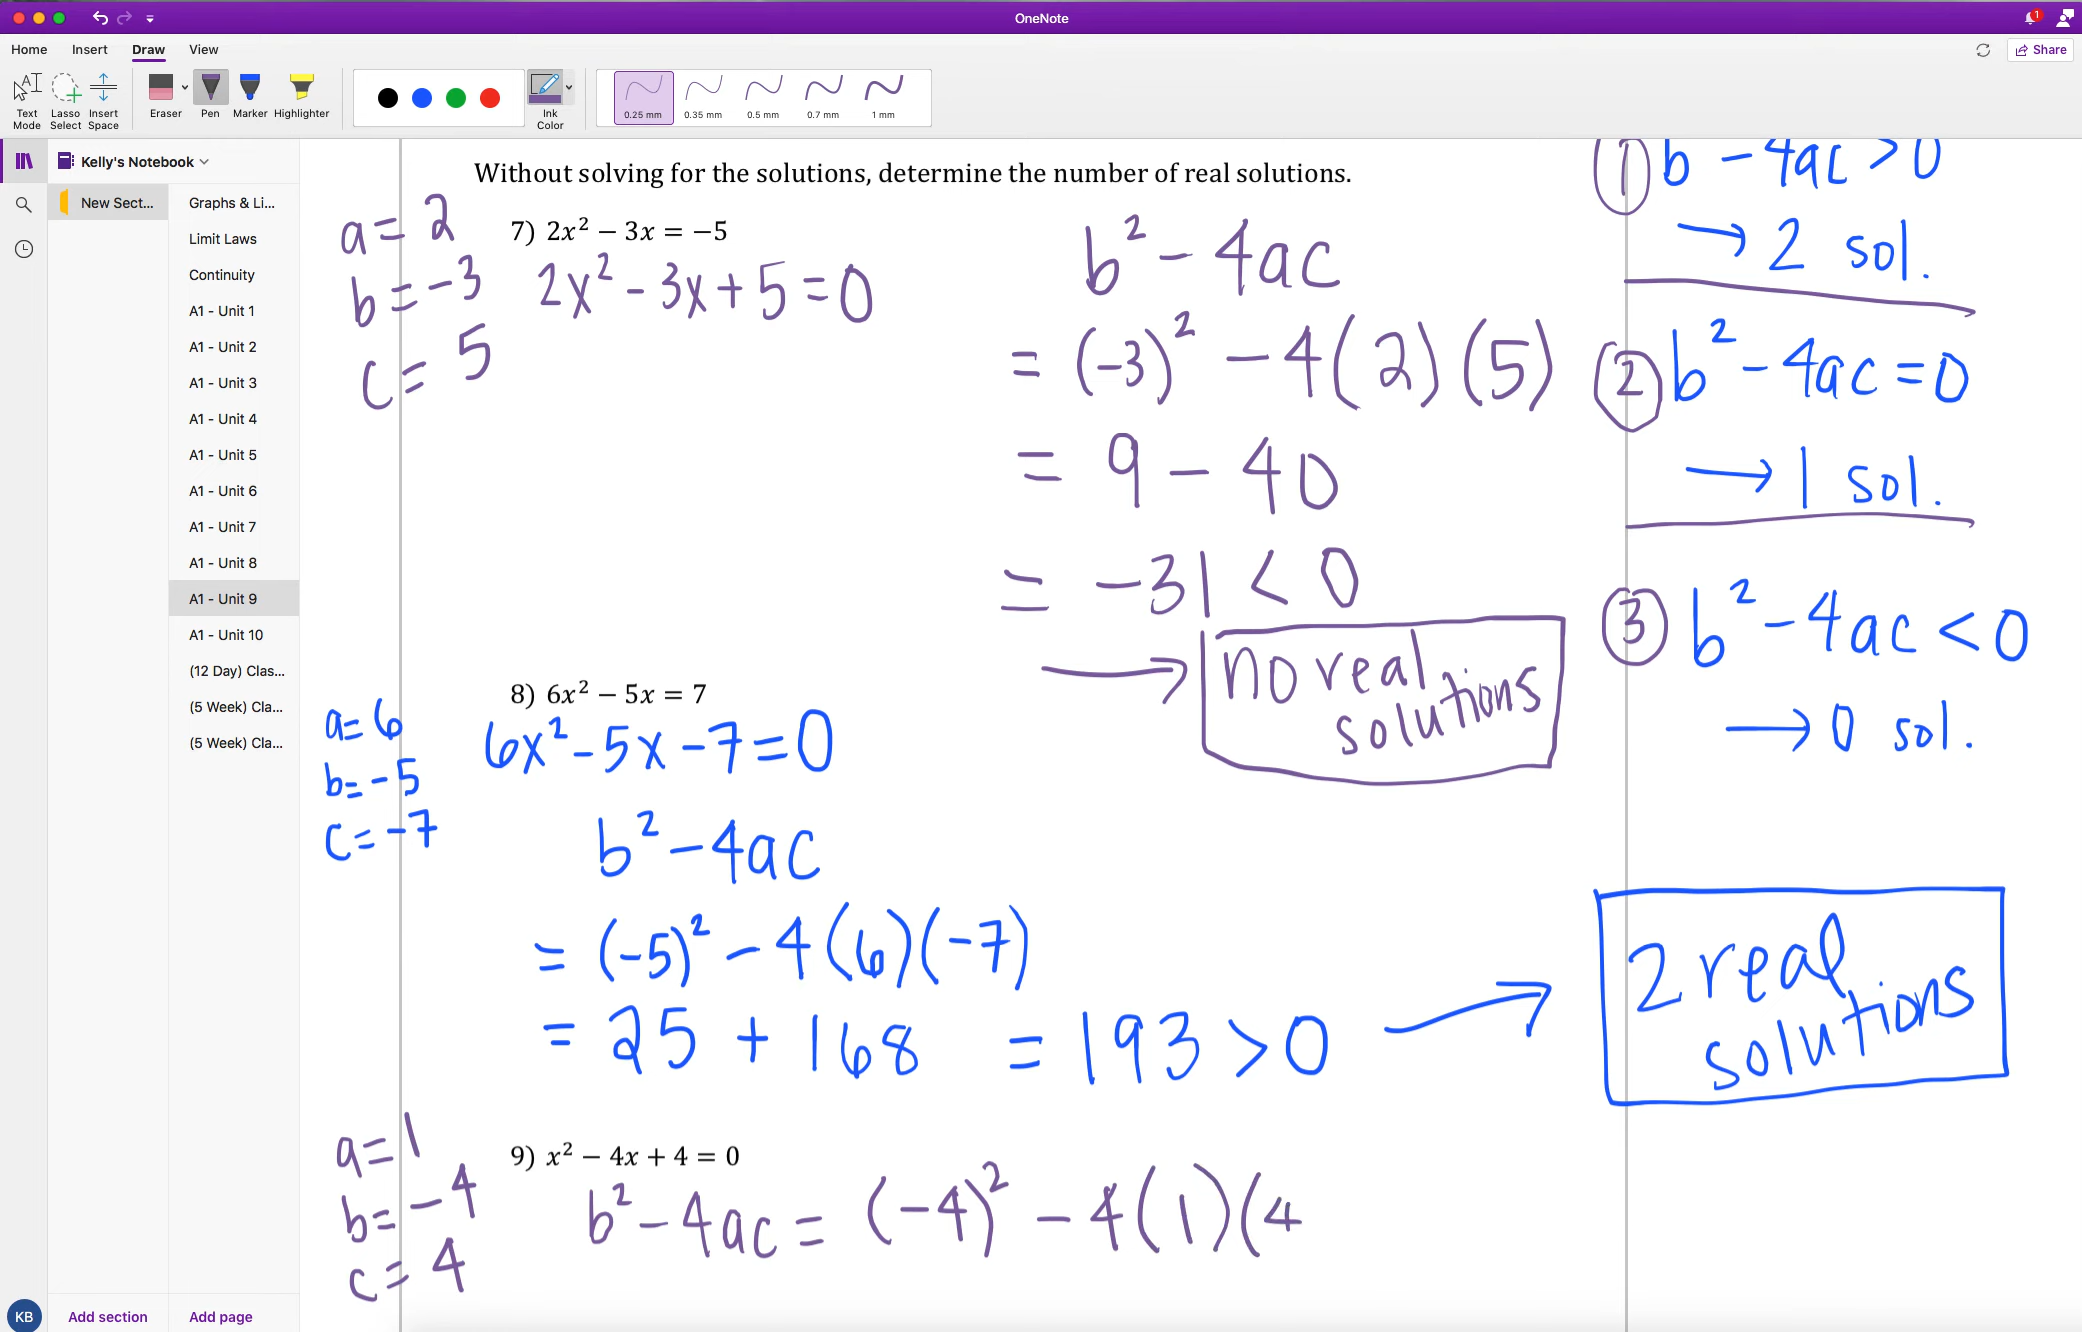 OneNote
1
Home Insert Draw View
Share
Text Mode
Lasso Select
Insert Space
Eraser
Pen
Marker
Highlighter
Ink Color
0.25 mm
0.35 mm
0.5 mm
0.7 mm
1 mm
Kelly's Notebook
New Sect...
Graphs & Li...
Limit Laws
Continuity
A1 - Unit 1
A1 - Unit 2
A1 - Unit 3
A1 - Unit 4
A1 - Unit 5
A1 - Unit 6
A1 - Unit 7
A1 - Unit 8
A1 - Unit 9
A1 - Unit 10
(12 Day) Clas...
(5 Week) Cla...
(5 Week) Cla...
KB
Add section
Add page
Without solving for the solutions, determine the number of real solutions.
7) 2x² − 3x = −5
a = 2
b = −3
c = 5
2x² − 3x + 5 = 0
b² − 4ac
= (−3)² − 4(2)(5)
= 9 − 40
= −31 < 0
→ no real solutions
① b − 4ac > 0
→ 2 sol.
② b² − 4ac = 0
→ 1 sol.
③ b² − 4ac < 0
→ 0 sol.
8) 6x² − 5x = 7
a = 6
b = −5
c = −7
6x² − 5x − 7 = 0
b² − 4ac
= (−5)² − 4(6)(−7)
= 25 + 168 = 193 > 0 →
2 real solutions
9) x² − 4x + 4 = 0
a = 1
b = −4
c = 4
b² − 4ac = (−4)² − 4(1)(4